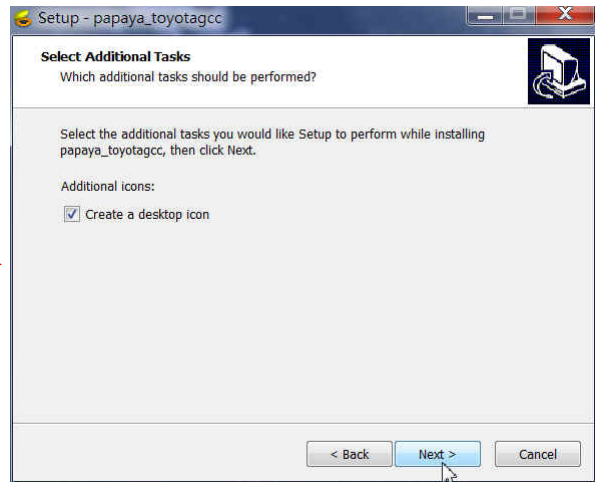 Setup - papaya_toyotagcc
Select Additional Tasks
Which additional tasks should be performed?
Select the additional tasks you would like Setup to perform while installing
papaya_toyotagcc, then click Next.
Additional icons:
Create a desktop icon
< Back Next > Cancel